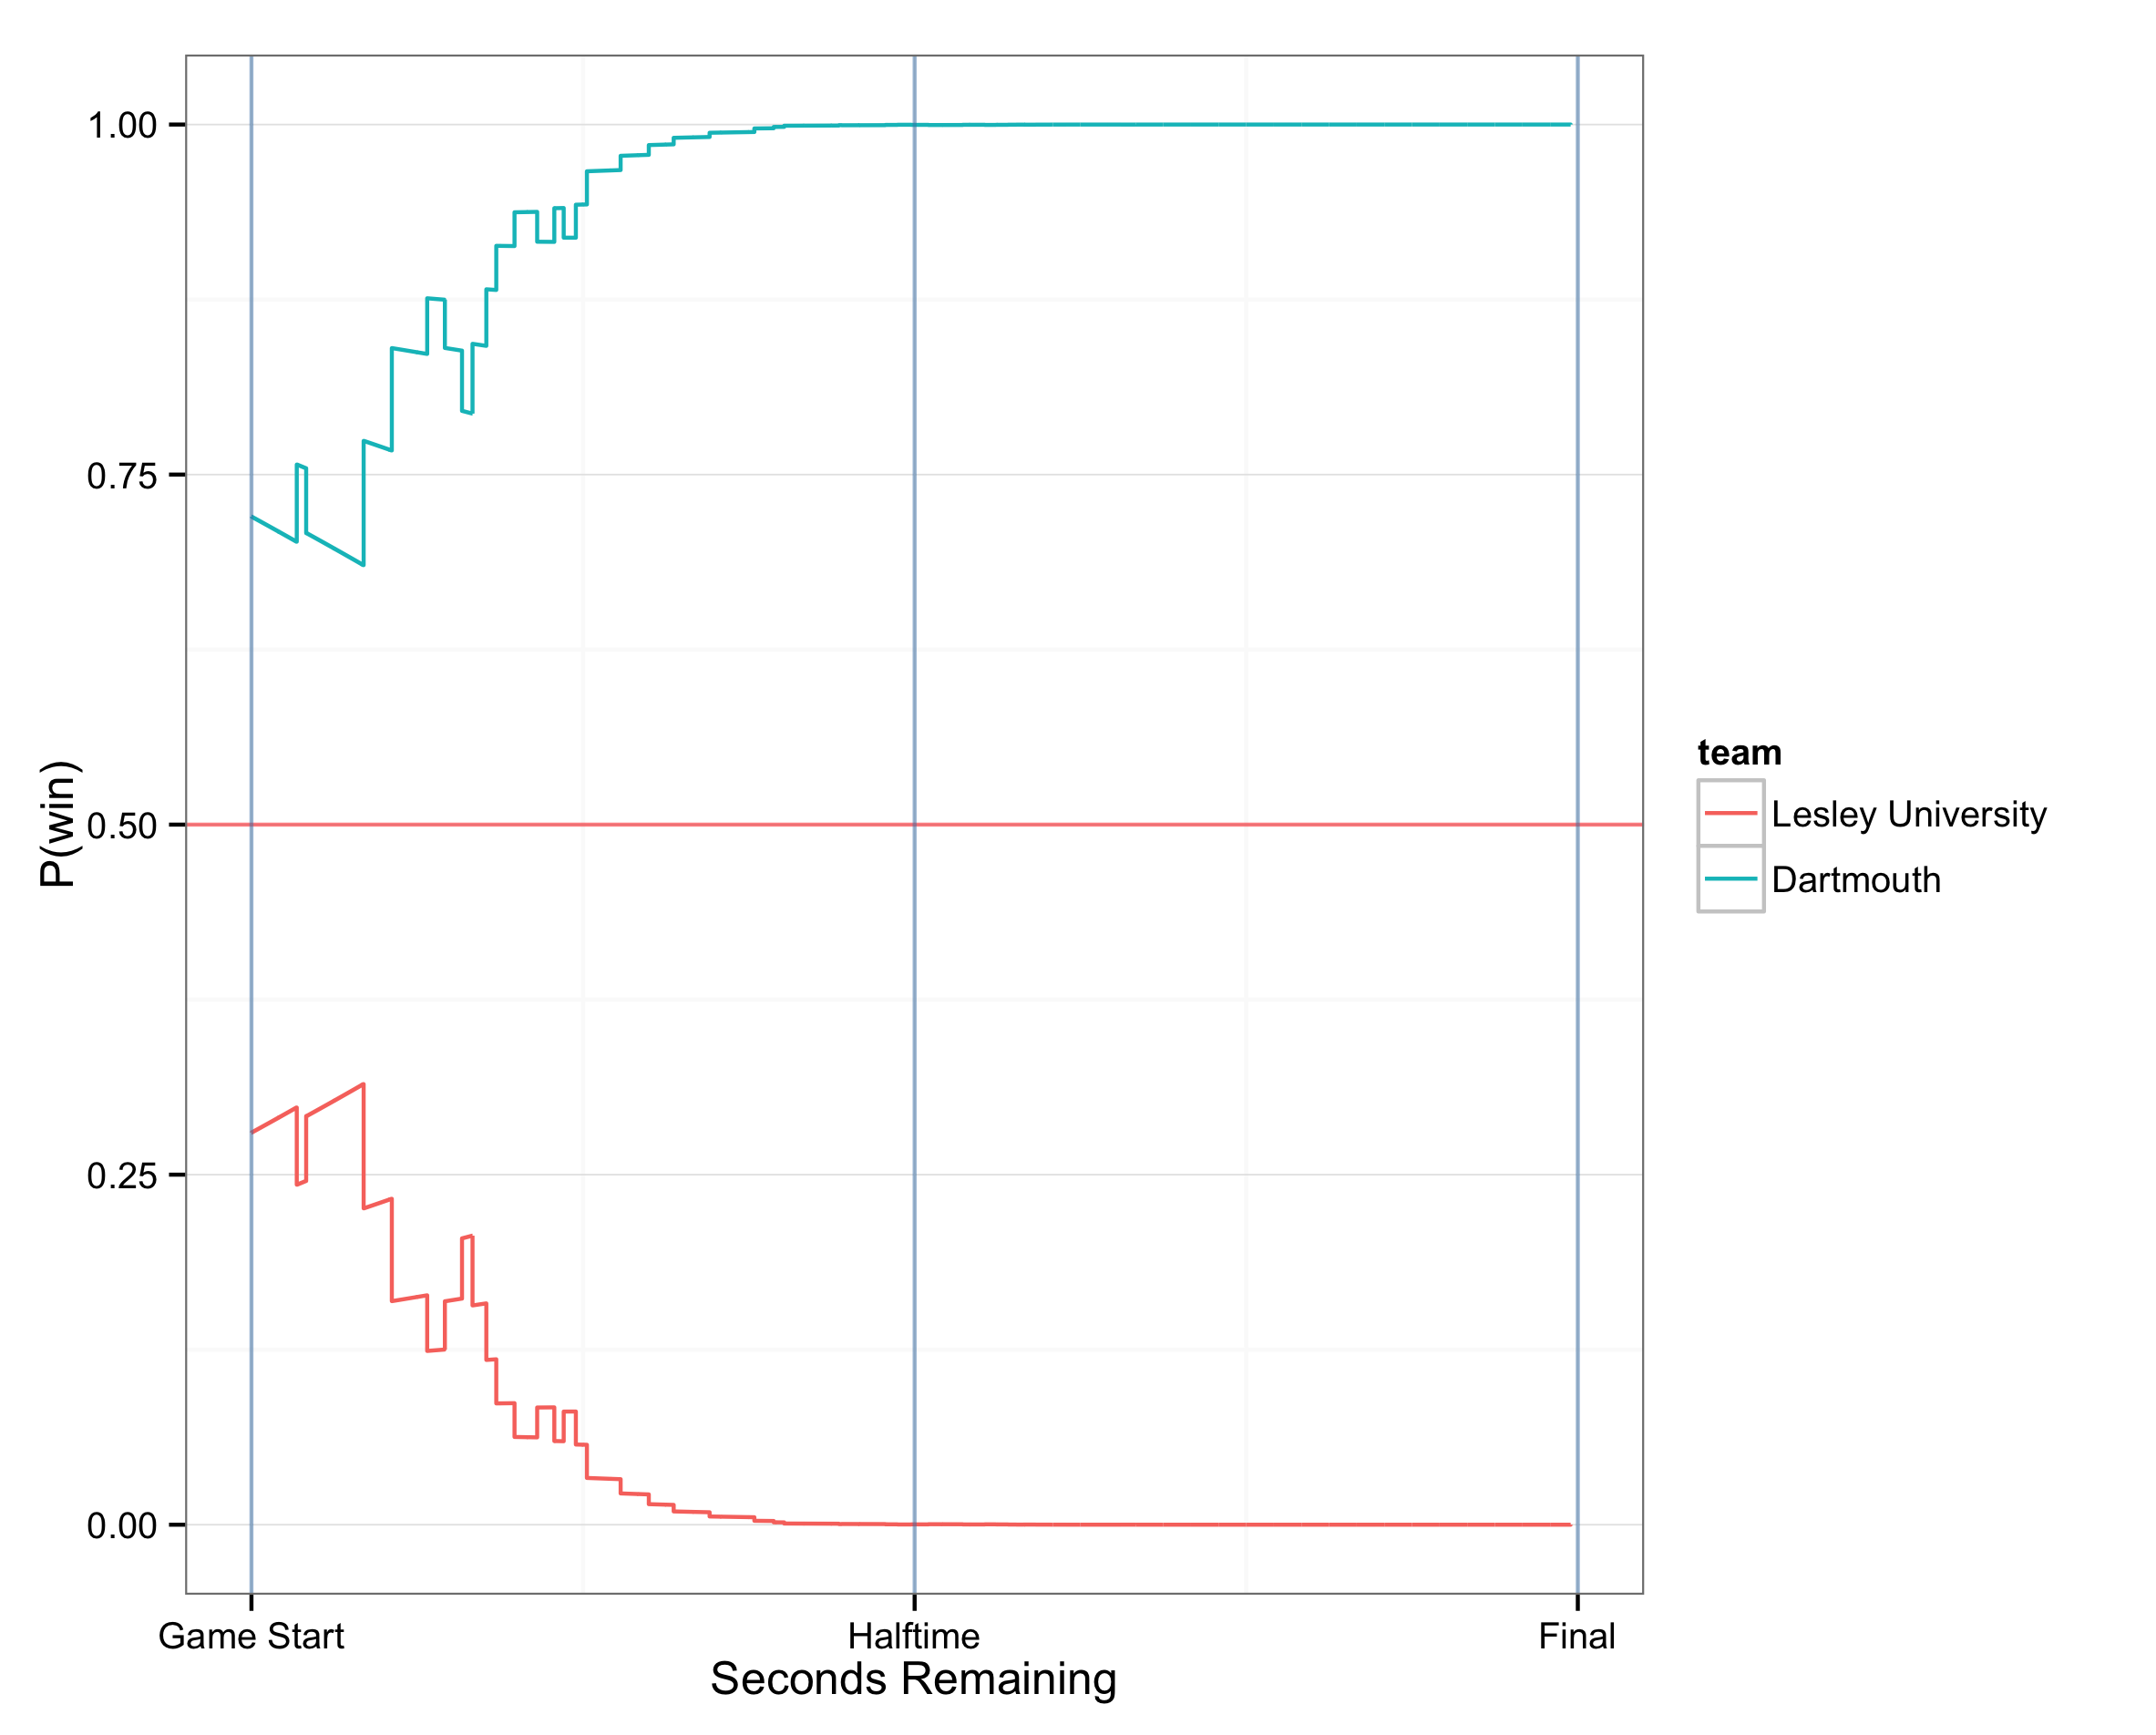 1.00
0.75
0.50
0.25
0.00
P(win)
Game Start
Halftime
Final
Seconds Remaining
team
Lesley University
Dartmouth